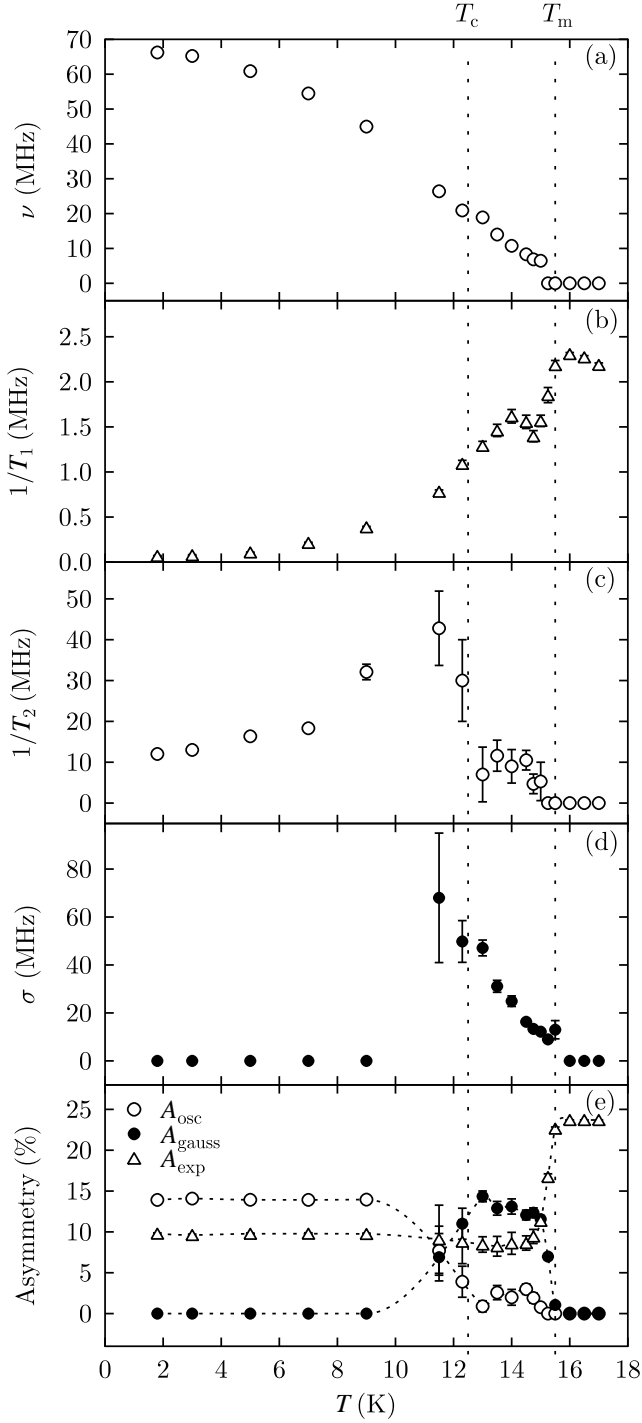 T_c T_m
(a)
70
60
50
40
30
20
10
0
ν (MHz)
(b)
2.5
2.0
1.5
1.0
0.5
0.0
1/T_1 (MHz)
(c)
50
40
30
20
10
0
1/T_2 (MHz)
(d)
80
60
40
20
0
σ (MHz)
(e)
25
20
15
10
5
0
Asymmetry (%)
A_osc
A_gauss
A_exp
0 2 4 6 8 10 12 14 16 18
T (K)